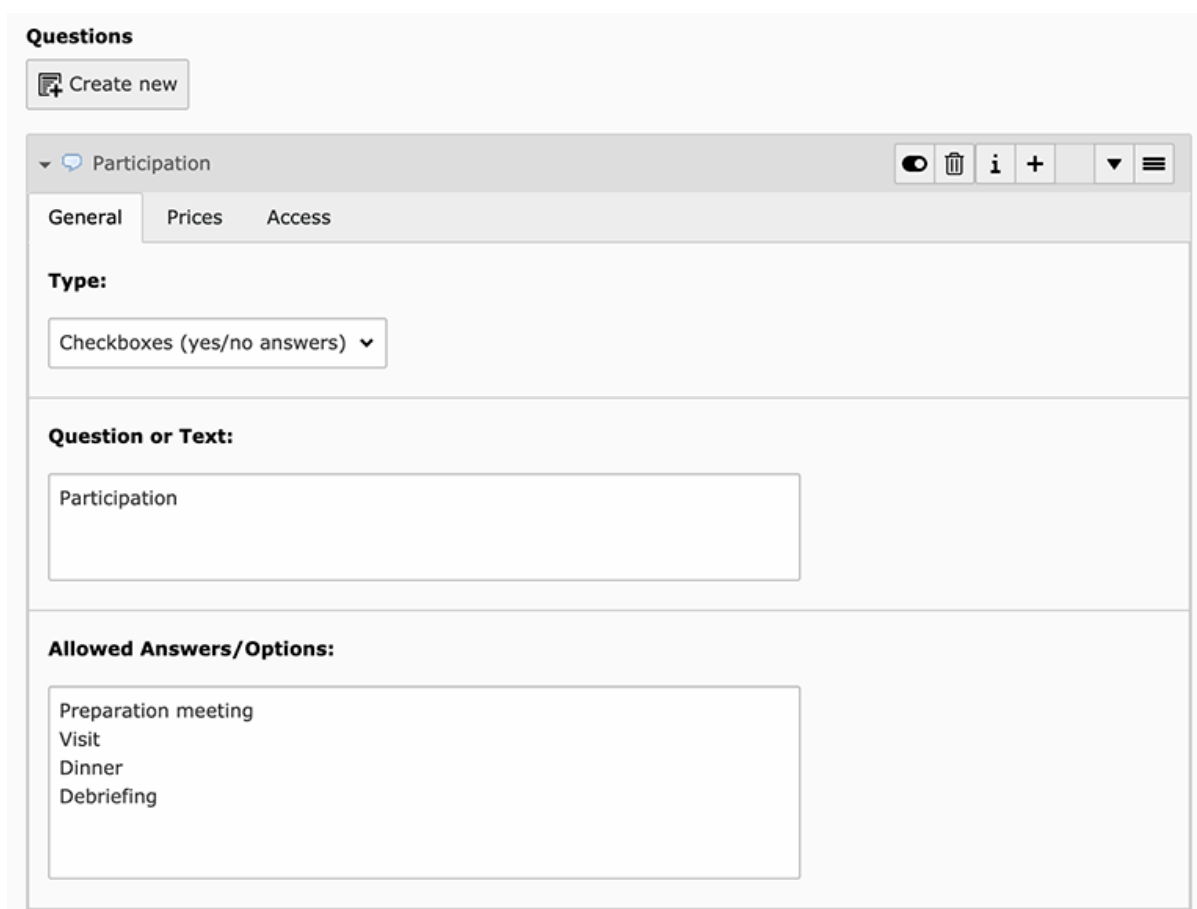 Questions
Create new
Participation
General Prices Access
Type:
Checkboxes (yes/no answers)
Question or Text:
Participation
Allowed Answers/Options:
Preparation meeting
Visit
Dinner
Debriefing